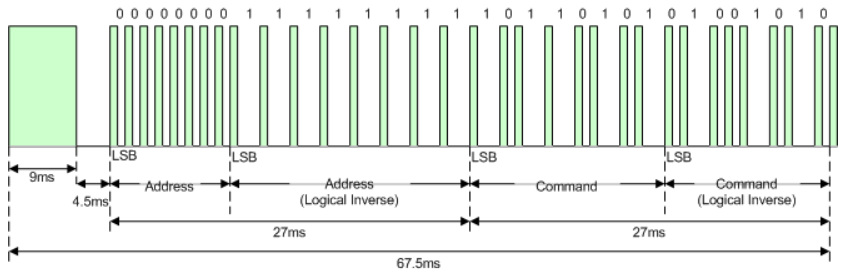 0 0 0 0 0 0 0 0 1 1 1 1 1 1 1 1 1 0 1 1 0 1 0 1 0 1 0 0 1 0 1 0
LSB LSB LSB LSB
9ms
4.5ms
Address
Address
(Logical Inverse)
Command
Command
(Logical Inverse)
27ms 27ms
67.5ms